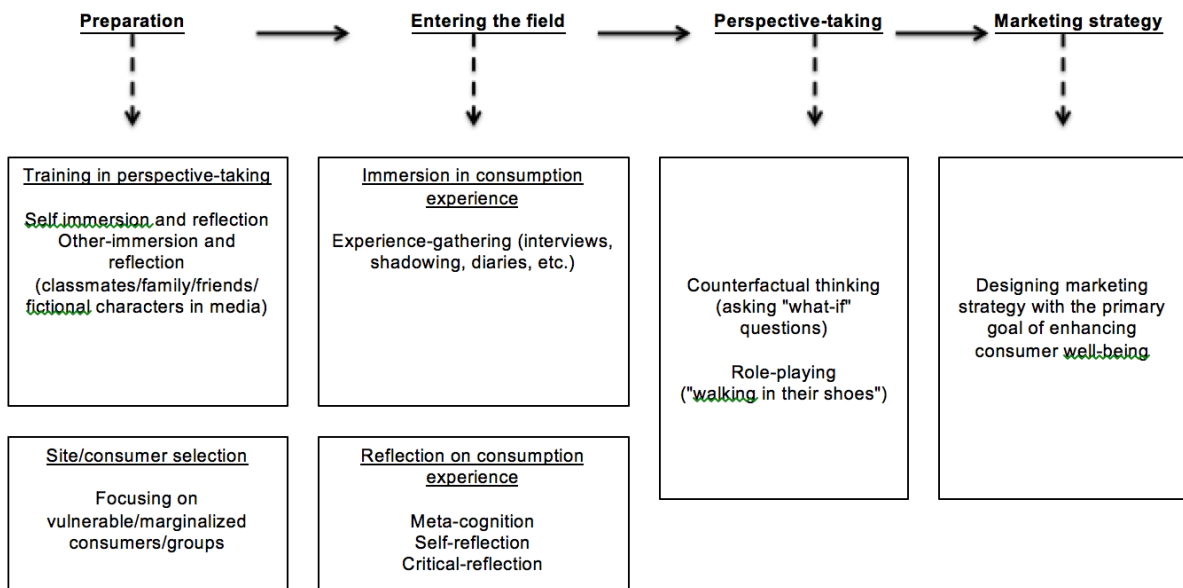 Preparation
Entering the field
Perspective-taking
Marketing strategy
Training in perspective-taking
Self immersion and reflection
Other-immersion and
reflection
(classmates/family/friends/
fictional characters in media)
Site/consumer selection
Focusing on
vulnerable/marginalized
consumers/groups
Immersion in consumption
experience
Experience-gathering (interviews,
shadowing, diaries, etc.)
Reflection on consumption
experience
Meta-cognition
Self-reflection
Critical-reflection
Counterfactual thinking
(asking "what-if"
questions)
Role-playing
("walking in their shoes")
Designing marketing
strategy with the primary
goal of enhancing
consumer well-being